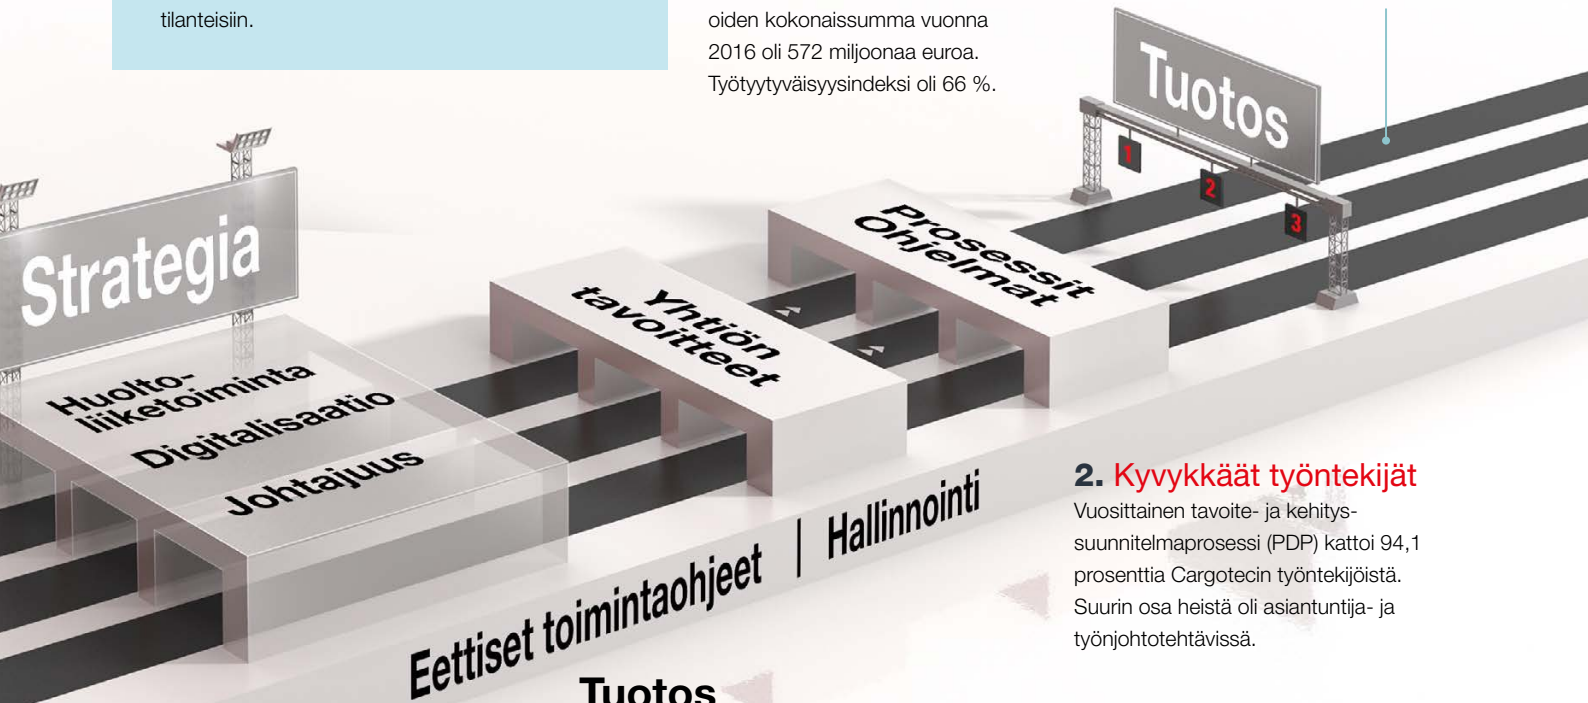 tilanteisiin.
oiden kokonaissumma vuonna
2016 oli 572 miljoonaa euroa.
Työtyytyväisyysindeksi oli 66 %.
Tuotos
1
2
3
Strategia
Prosessit
Ohjelmat
Yhtiön
tavoitteet
Huolto-
liiketoiminta
Digitalisaatio
Johtajuus
Eettiset toimintaohjeet | Hallinnointi
2. Kyvykkäät työntekijät
Vuosittainen tavoite- ja kehitys-
suunnitelmaprosessi (PDP) kattoi 94,1
prosenttia Cargotecin työntekijöistä.
Suurin osa heistä oli asiantuntija- ja
työnjohtotehtävissä.
Tuotos